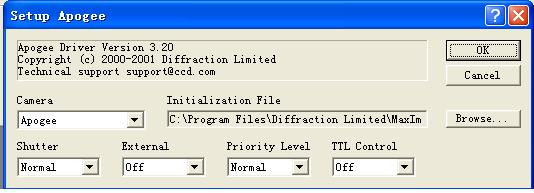 Setup Apogee
Apogee Driver Version 3.20
Copyright (c) 2000-2001 Diffraction Limited
Technical support support@ccd.com
OK
Cancel
Camera
Initialization File
Apogee
C:\Program Files\Diffraction Limited\MaxIm
Browse...
Shutter
External
Priority Level
TTL Control
Normal
Off
Normal
Off